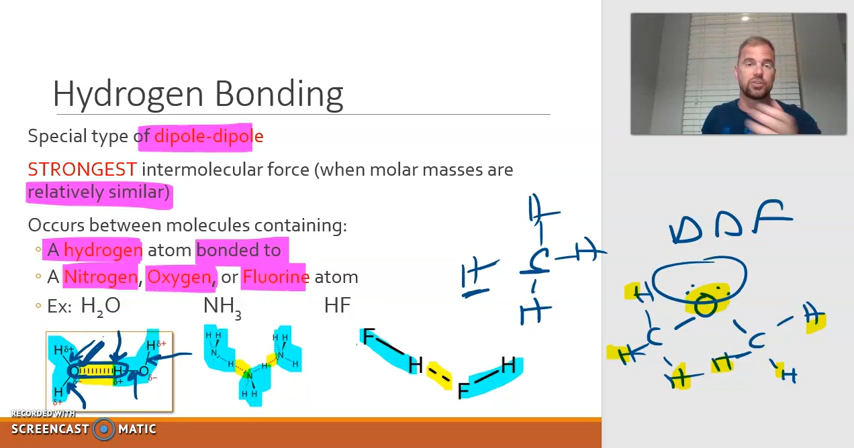 Hydrogen Bonding
Special type of dipole-dipole
STRONGEST intermolecular force (when molar masses are
relatively similar)
Occurs between molecules containing:
A hydrogen atom bonded to
A Nitrogen, Oxygen, or Fluorine atom
Ex: H₂O NH₃ HF
H δ+
O H O δ-
H δ+
H δ+
δ+
H H
N H
H H
H N
N
H H
F
H
F
H
H
H C H
H
DDF
H O H
H C C H
H H H
RECORDED WITH
SCREENCAST MATIC